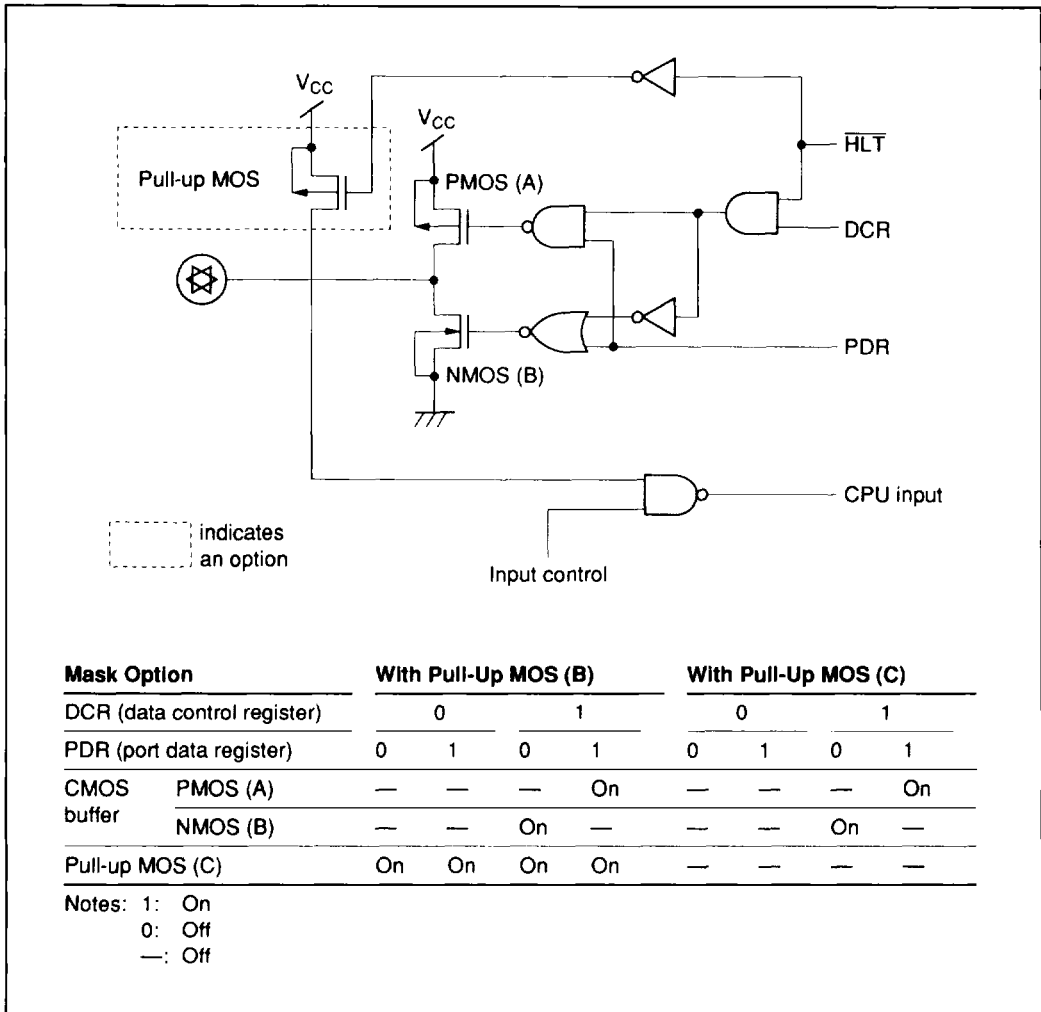 VCC
VCC
HLT
Pull-up MOS
PMOS (A)
DCR
PDR
NMOS (B)
CPU input
indicates
an option
Input control
Mask Option With Pull-Up MOS (B) With Pull-Up MOS (C)
DCR (data control register) 0 1 0 1
PDR (port data register) 0 1 0 1 0 1 0 1
CMOS buffer PMOS (A) — — — On — — — On
NMOS (B) — — On — — — On —
Pull-up MOS (C) On On On On — — — —
Notes: 1: On
0: Off
—: Off